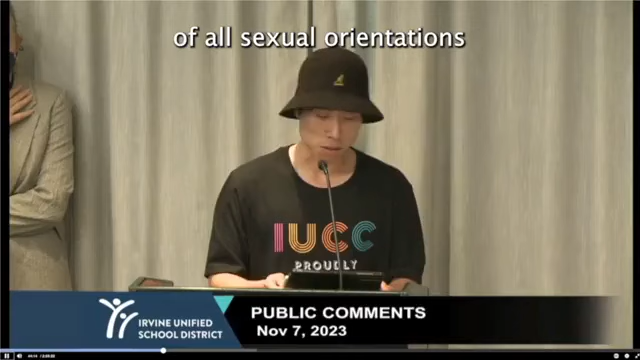 of all sexual orientations
IUCC
PROUDLY
IRVINE UNIFIED
SCHOOL DISTRICT
PUBLIC COMMENTS
Nov 7, 2023